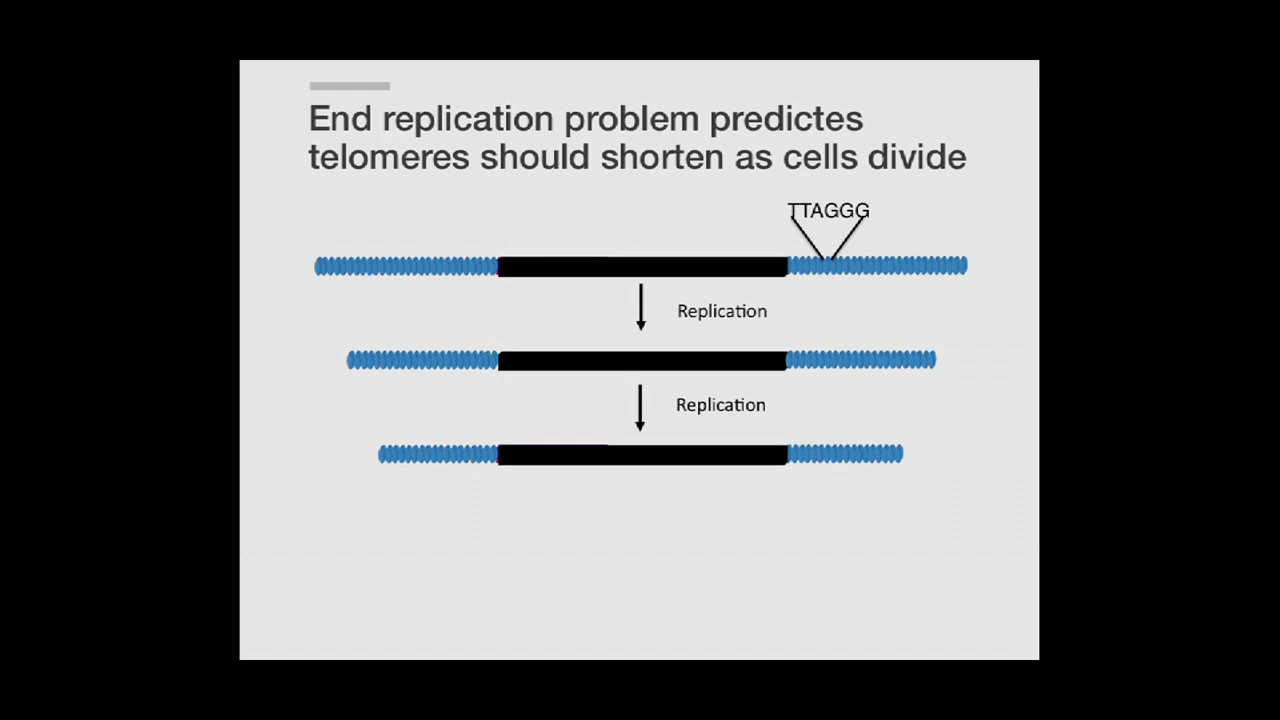 End replication problem predictes
telomeres should shorten as cells divide
TTAGGG
Replication
Replication